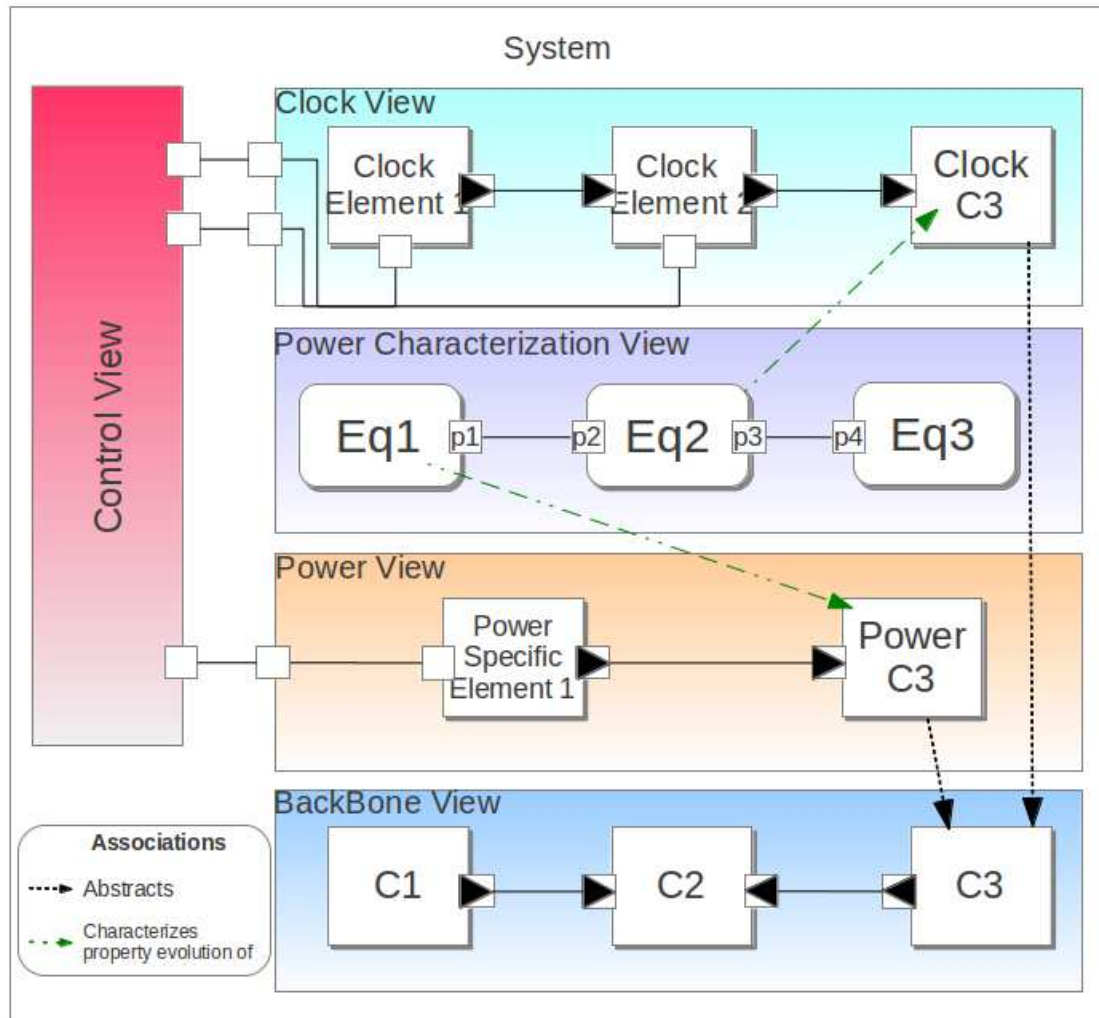 System
Control View
Clock View
Clock
Element 1
Clock
Element 2
Clock
C3
Power Characterization View
Eq1
p1
p2
Eq2
p3
p4
Eq3
Power View
Power
Specific
Element 1
Power
C3
BackBone View
C1
C2
C3
Associations
Abstracts
Characterizes
property evolution of